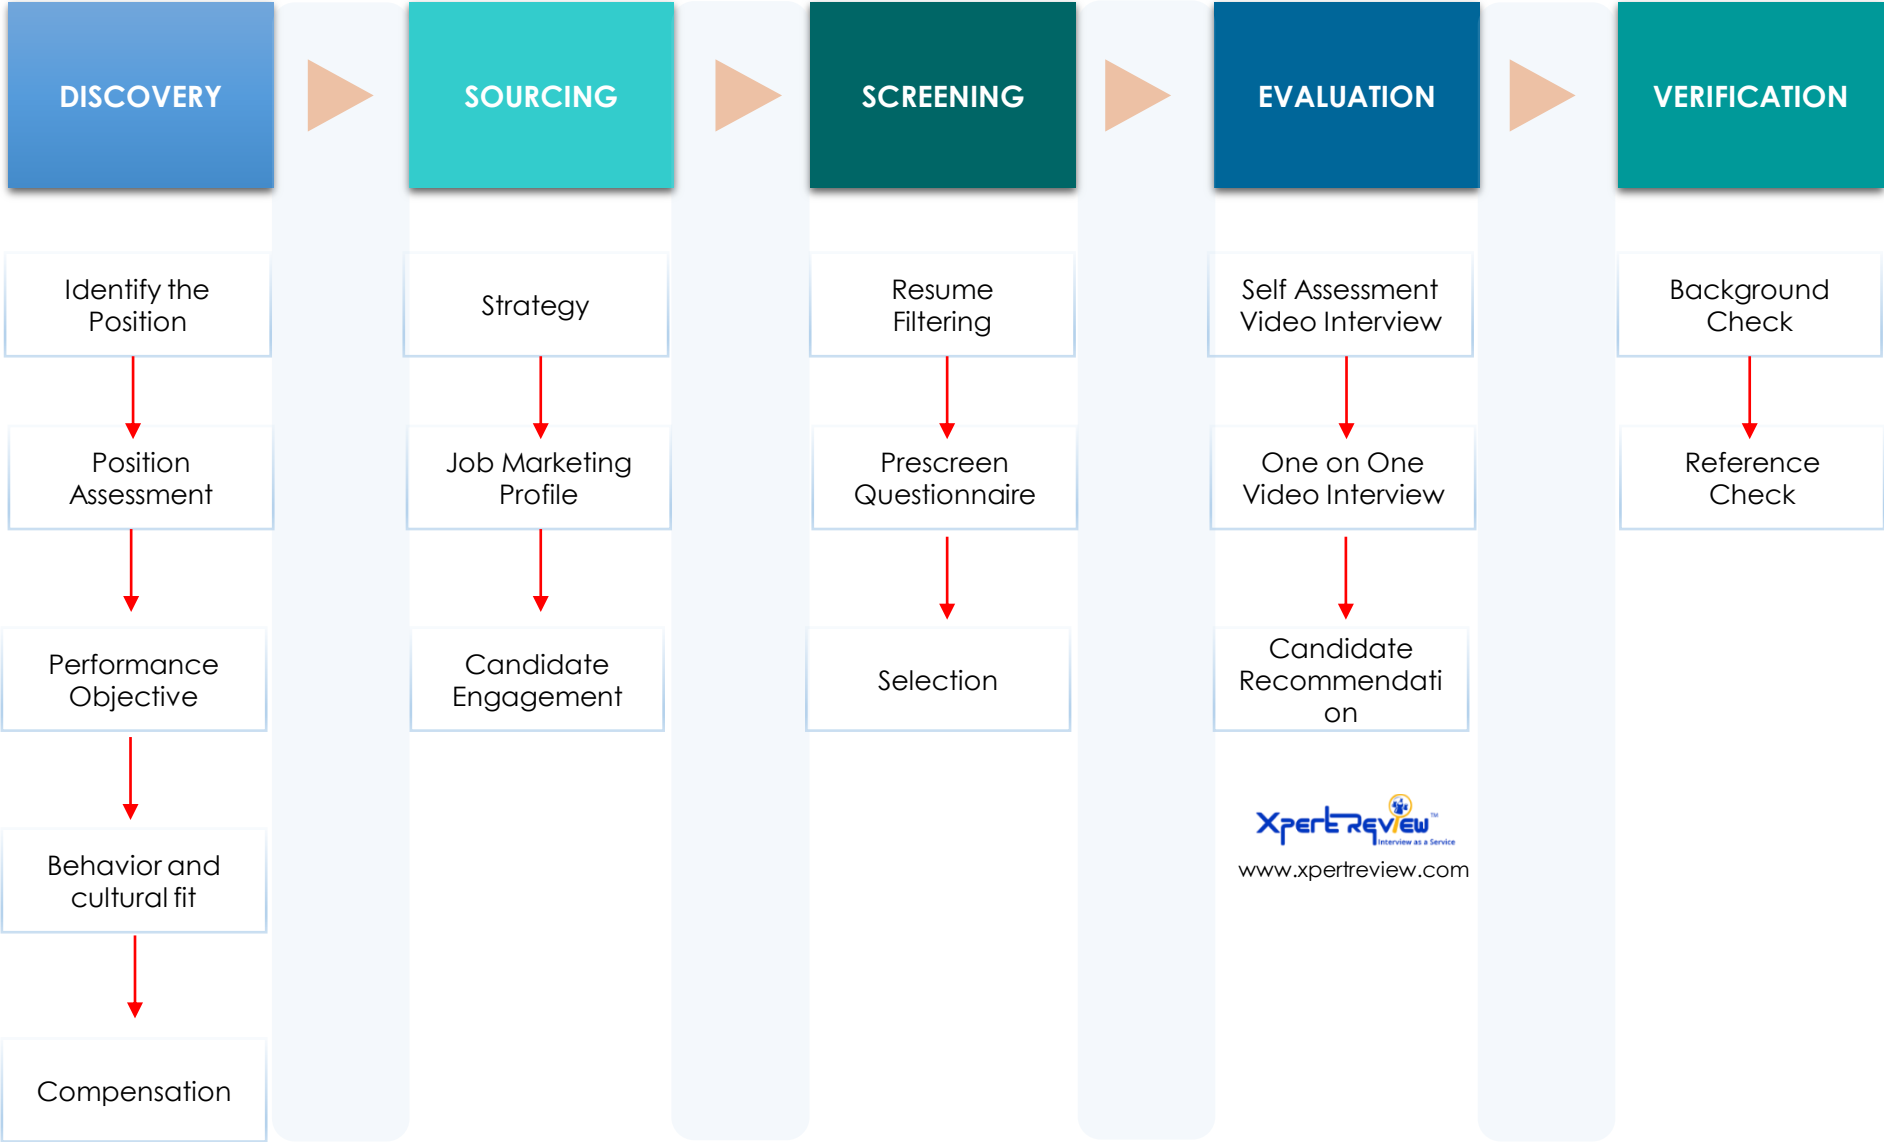 DISCOVERY
SOURCING
SCREENING
EVALUATION
VERIFICATION
Identify the
Position
Position
Assessment
Performance
Objective
Behavior and
cultural fit
Compensation
Strategy
Job Marketing
Profile
Candidate
Engagement
Resume
Filtering
Prescreen
Questionnaire
Selection
Self Assessment
Video Interview
One on One
Video Interview
Candidate
Recommendati
on
XpertReview™
Interview as a Service
www.xpertreview.com
Background
Check
Reference
Check